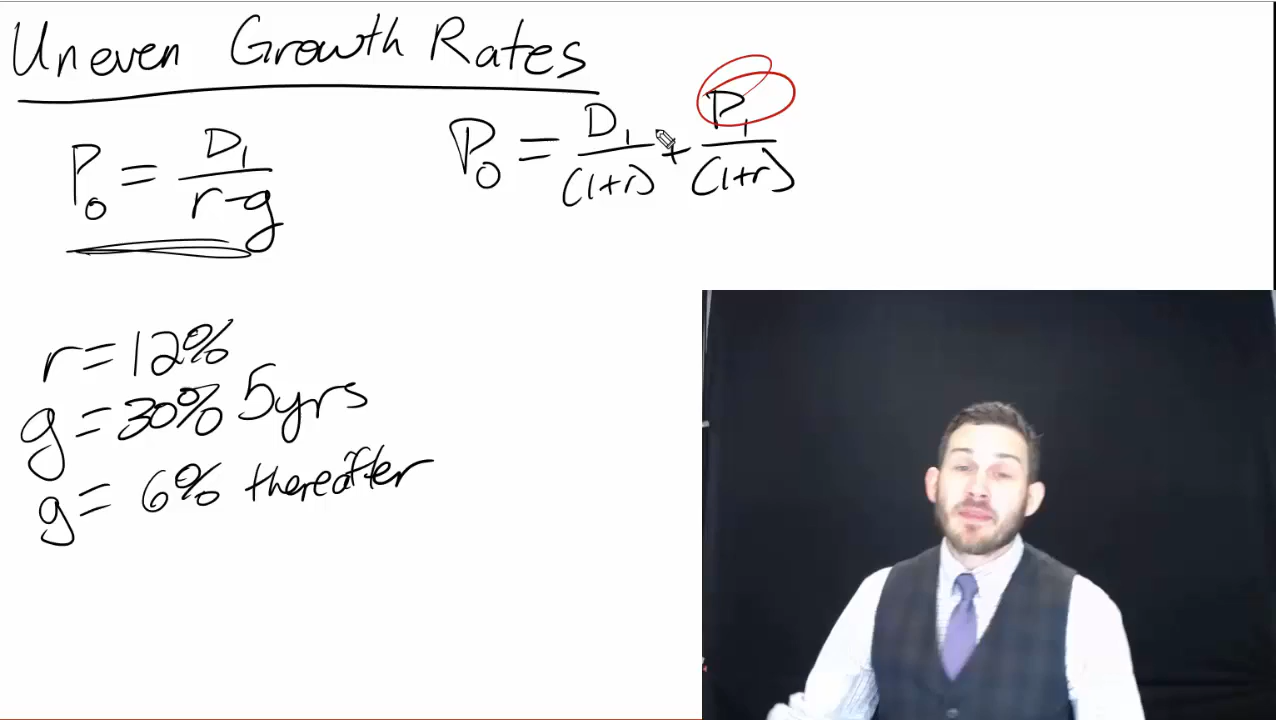 Uneven Growth Rates
P₀ = D₁ / (r-g)
P₀ = D₁ / (1+r) + P₁ / (1+r)
r = 12%
g = 30% 5yrs
g = 6% thereafter